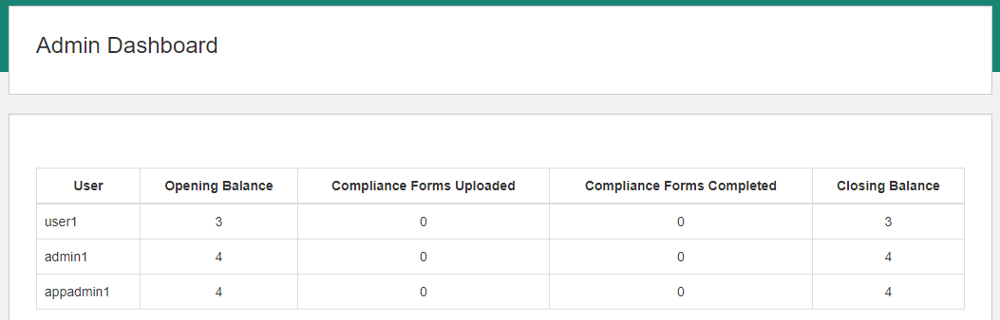 Admin Dashboard
User Opening Balance Compliance Forms Uploaded Compliance Forms Completed Closing Balance
user1 3 0 0 3
admin1 4 0 0 4
appadmin1 4 0 0 4